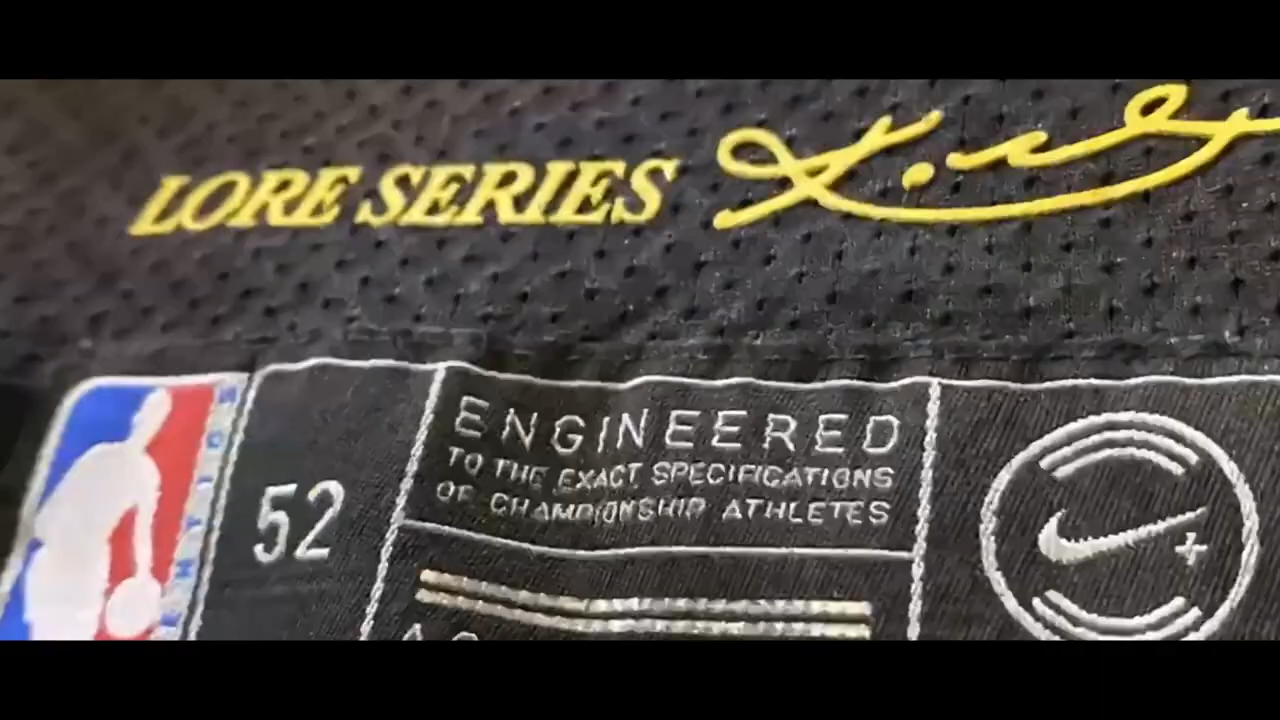 LORE SERIES
52
ENGINEERED
TO THE EXACT SPECIFICATIONS
OF CHAMPIONSHIP ATHLETES